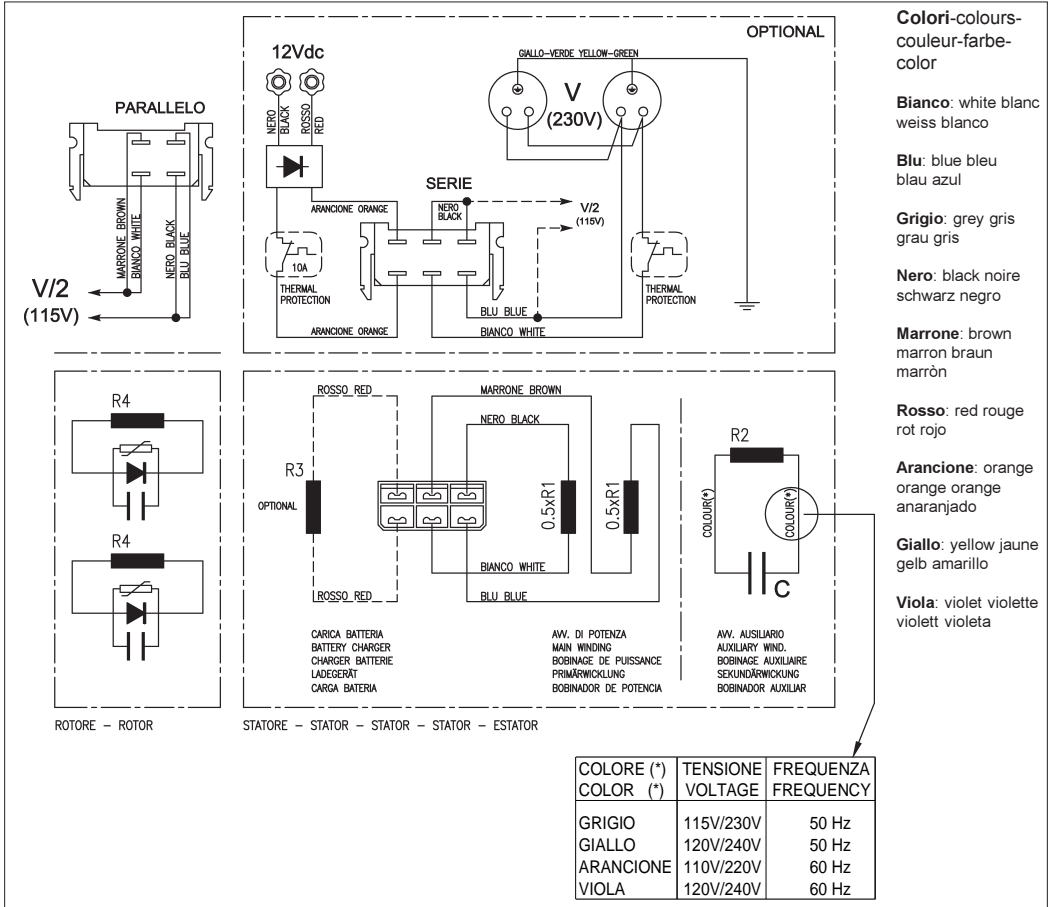 OPTIONAL
12Vdc
NERO
BLACK
ROSSO
RED
GIALLO-VERDE YELLOW-GREEN
V
(230V)
PARALLELO
MARRONE BROWN
BIANCO WHITE
NERO BLACK
BLU BLUE
V/2
(115V)
ARANCIONE ORANGE
SERIE
NERO
BLACK
V/2
(115V)
10A
THERMAL
PROTECTION
THERMAL
PROTECTION
BLU BLUE
ARANCIONE ORANGE
BIANCO WHITE
R4
R4
ROTORE – ROTOR
ROSSO RED
MARRONE BROWN
NERO BLACK
R3
OPTIONAL
0.5xR1
0.5xR1
BIANCO WHITE
ROSSO RED
BLU BLUE
R2
COLOUR(*)
COLOUR(*)
C
CARICA BATTERIA
BATTERY CHARGER
CHARGER BATTERIE
LADEGERÄT
CARGA BATERIA
AVV. DI POTENZA
MAIN WINDING
BOBINAGE DE PUISSANCE
PRIMÄRWICKLUNG
BOBINADOR DE POTENCIA
AVV. AUSILIARIO
AUXILIARY WIND.
BOBINAGE AUXILIAIRE
SEKUNDÄRWICKUNG
BOBINADOR AUXILIAR
STATORE – STATOR – STATOR – STATOR – ESTATOR
COLORE (*) TENSIONE FREQUENZA
COLOR (*) VOLTAGE FREQUENCY
GRIGIO 115V/230V 50 Hz
GIALLO 120V/240V 50 Hz
ARANCIONE 110V/220V 60 Hz
VIOLA 120V/240V 60 Hz
Colori-colours-
couleur-farbe-
color
Bianco: white blanc
weiss blanco
Blu: blue bleu
blau azul
Grigio: grey gris
grau gris
Nero: black noire
schwarz negro
Marrone: brown
marron braun
marròn
Rosso: red rouge
rot rojo
Arancione: orange
orange orange
anaranjado
Giallo: yellow jaune
gelb amarillo
Viola: violet violette
violett violeta